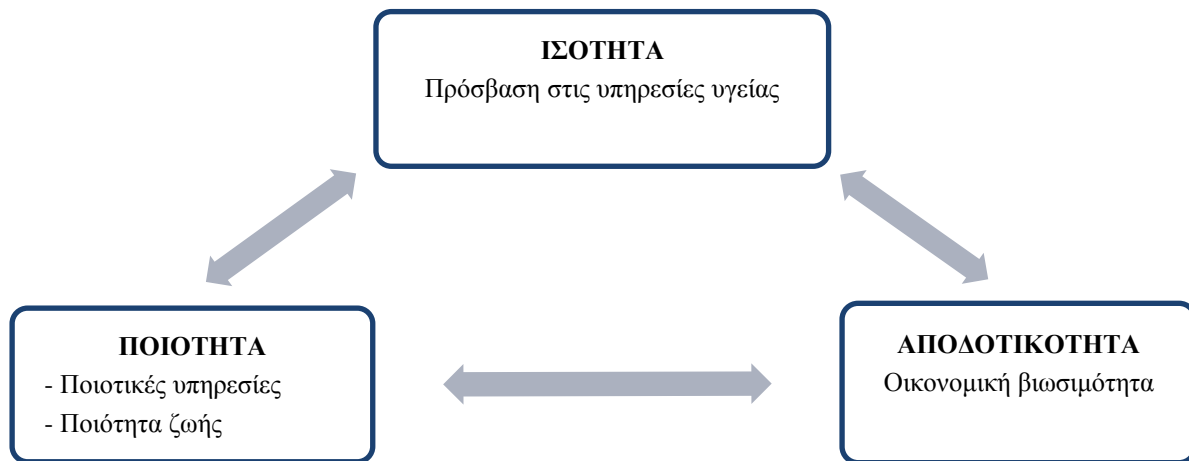 ΙΣΟΤΗΤΑ
Πρόσβαση στις υπηρεσίες υγείας
ΠΟΙΟΤΗΤΑ
- Ποιοτικές υπηρεσίες
- Ποιότητα ζωής
ΑΠΟΔΟΤΙΚΟΤΗΤΑ
Οικονομική βιωσιμότητα